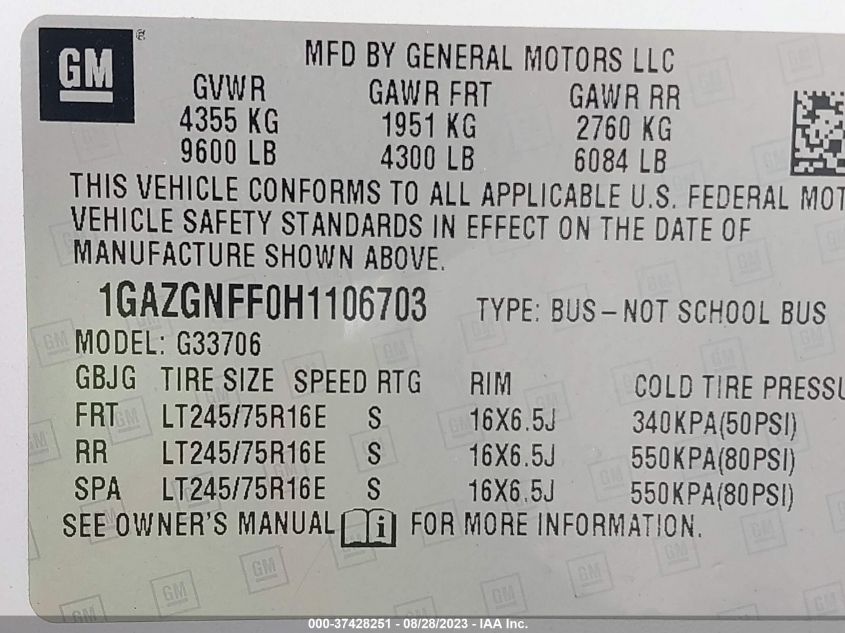 GM ®
MFD BY GENERAL MOTORS LLC
GVWR GAWR FRT GAWR RR
4355 KG 1951 KG 2760 KG
9600 LB 4300 LB 6084 LB
THIS VEHICLE CONFORMS TO ALL APPLICABLE U.S. FEDERAL MOT
VEHICLE SAFETY STANDARDS IN EFFECT ON THE DATE OF
MANUFACTURE SHOWN ABOVE.
1GAZGNFF0H1106703 TYPE: BUS-NOT SCHOOL BUS
MODEL: G33706
GBJG TIRE SIZE SPEED RTG RIM COLD TIRE PRESSU
FRT LT245/75R16E S 16X6.5J 340KPA(50PSI)
RR LT245/75R16E S 16X6.5J 550KPA(80PSI)
SPA LT245/75R16E S 16X6.5J 550KPA(80PSI)
SEE OWNER'S MANUAL i FOR MORE INFORMATION.
000-37428251 - 08/28/2023 - IAA Inc.